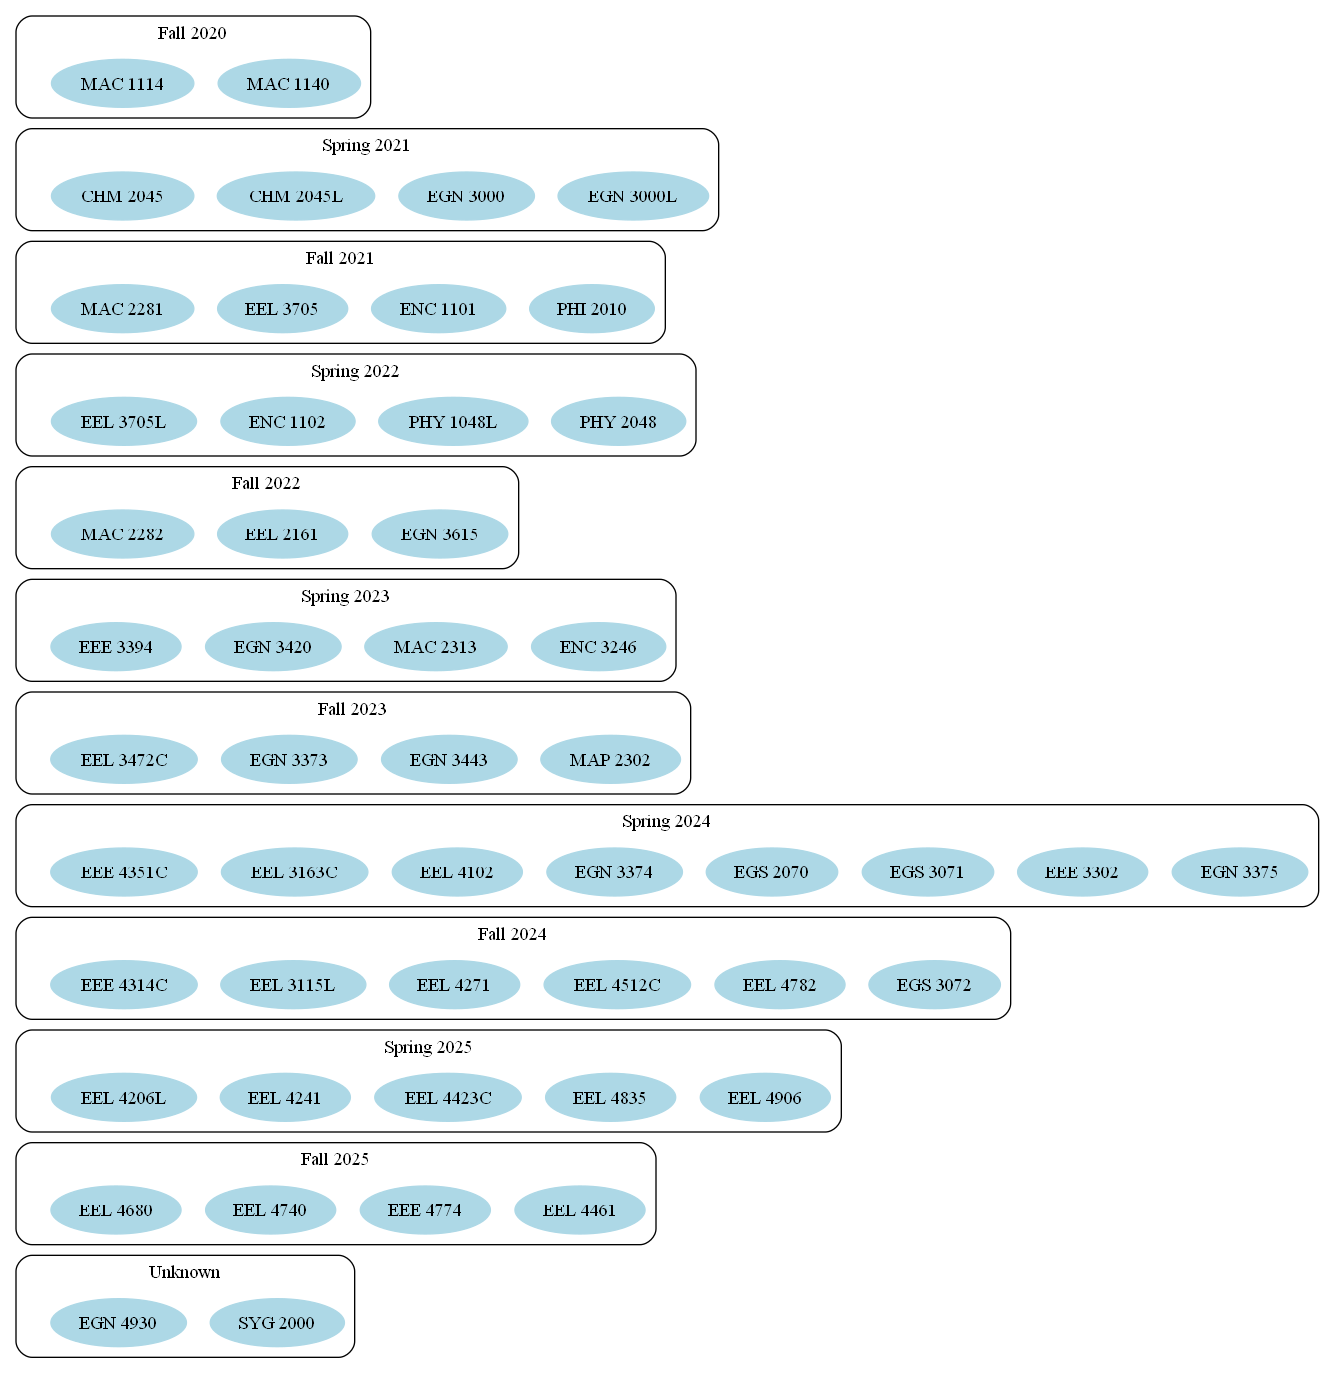 Fall 2020
MAC 1114 MAC 1140
Spring 2021
CHM 2045 CHM 2045L EGN 3000 EGN 3000L
Fall 2021
MAC 2281 EEL 3705 ENC 1101 PHI 2010
Spring 2022
EEL 3705L ENC 1102 PHY 1048L PHY 2048
Fall 2022
MAC 2282 EEL 2161 EGN 3615
Spring 2023
EEE 3394 EGN 3420 MAC 2313 ENC 3246
Fall 2023
EEL 3472C EGN 3373 EGN 3443 MAP 2302
Spring 2024
EEE 4351C EEL 3163C EEL 4102 EGN 3374 EGS 2070 EGS 3071 EEE 3302 EGN 3375
Fall 2024
EEE 4314C EEL 3115L EEL 4271 EEL 4512C EEL 4782 EGS 3072
Spring 2025
EEL 4206L EEL 4241 EEL 4423C EEL 4835 EEL 4906
Fall 2025
EEL 4680 EEL 4740 EEE 4774 EEL 4461
Unknown
EGN 4930 SYG 2000